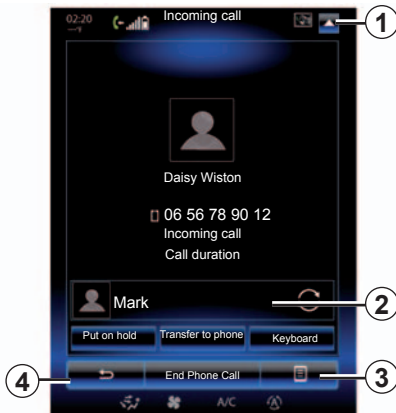 02:20 Incoming call
1
Daisy Wiston
06 56 78 90 12
Incoming call
Call duration
Mark
2
Put on hold Transfer to phone Keyboard
End Phone Call
3
4
A/C